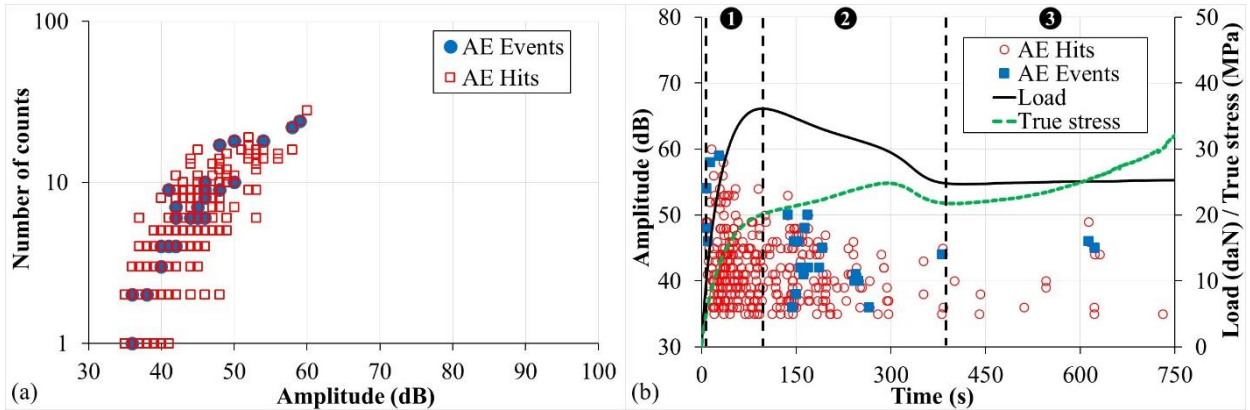 100
10
1
30 40 50 60 70 80 90 100
Number of counts
Amplitude (dB)
AE Events
AE Hits
(a)
❶ ❷ ❸
80
70
60
50
40
30
Amplitude (dB)
50
40
30
20
10
0
Load (daN) / True stress (MPa)
AE Hits
AE Events
Load
True stress
0 150 300 450 600 750
Time (s)
(b)